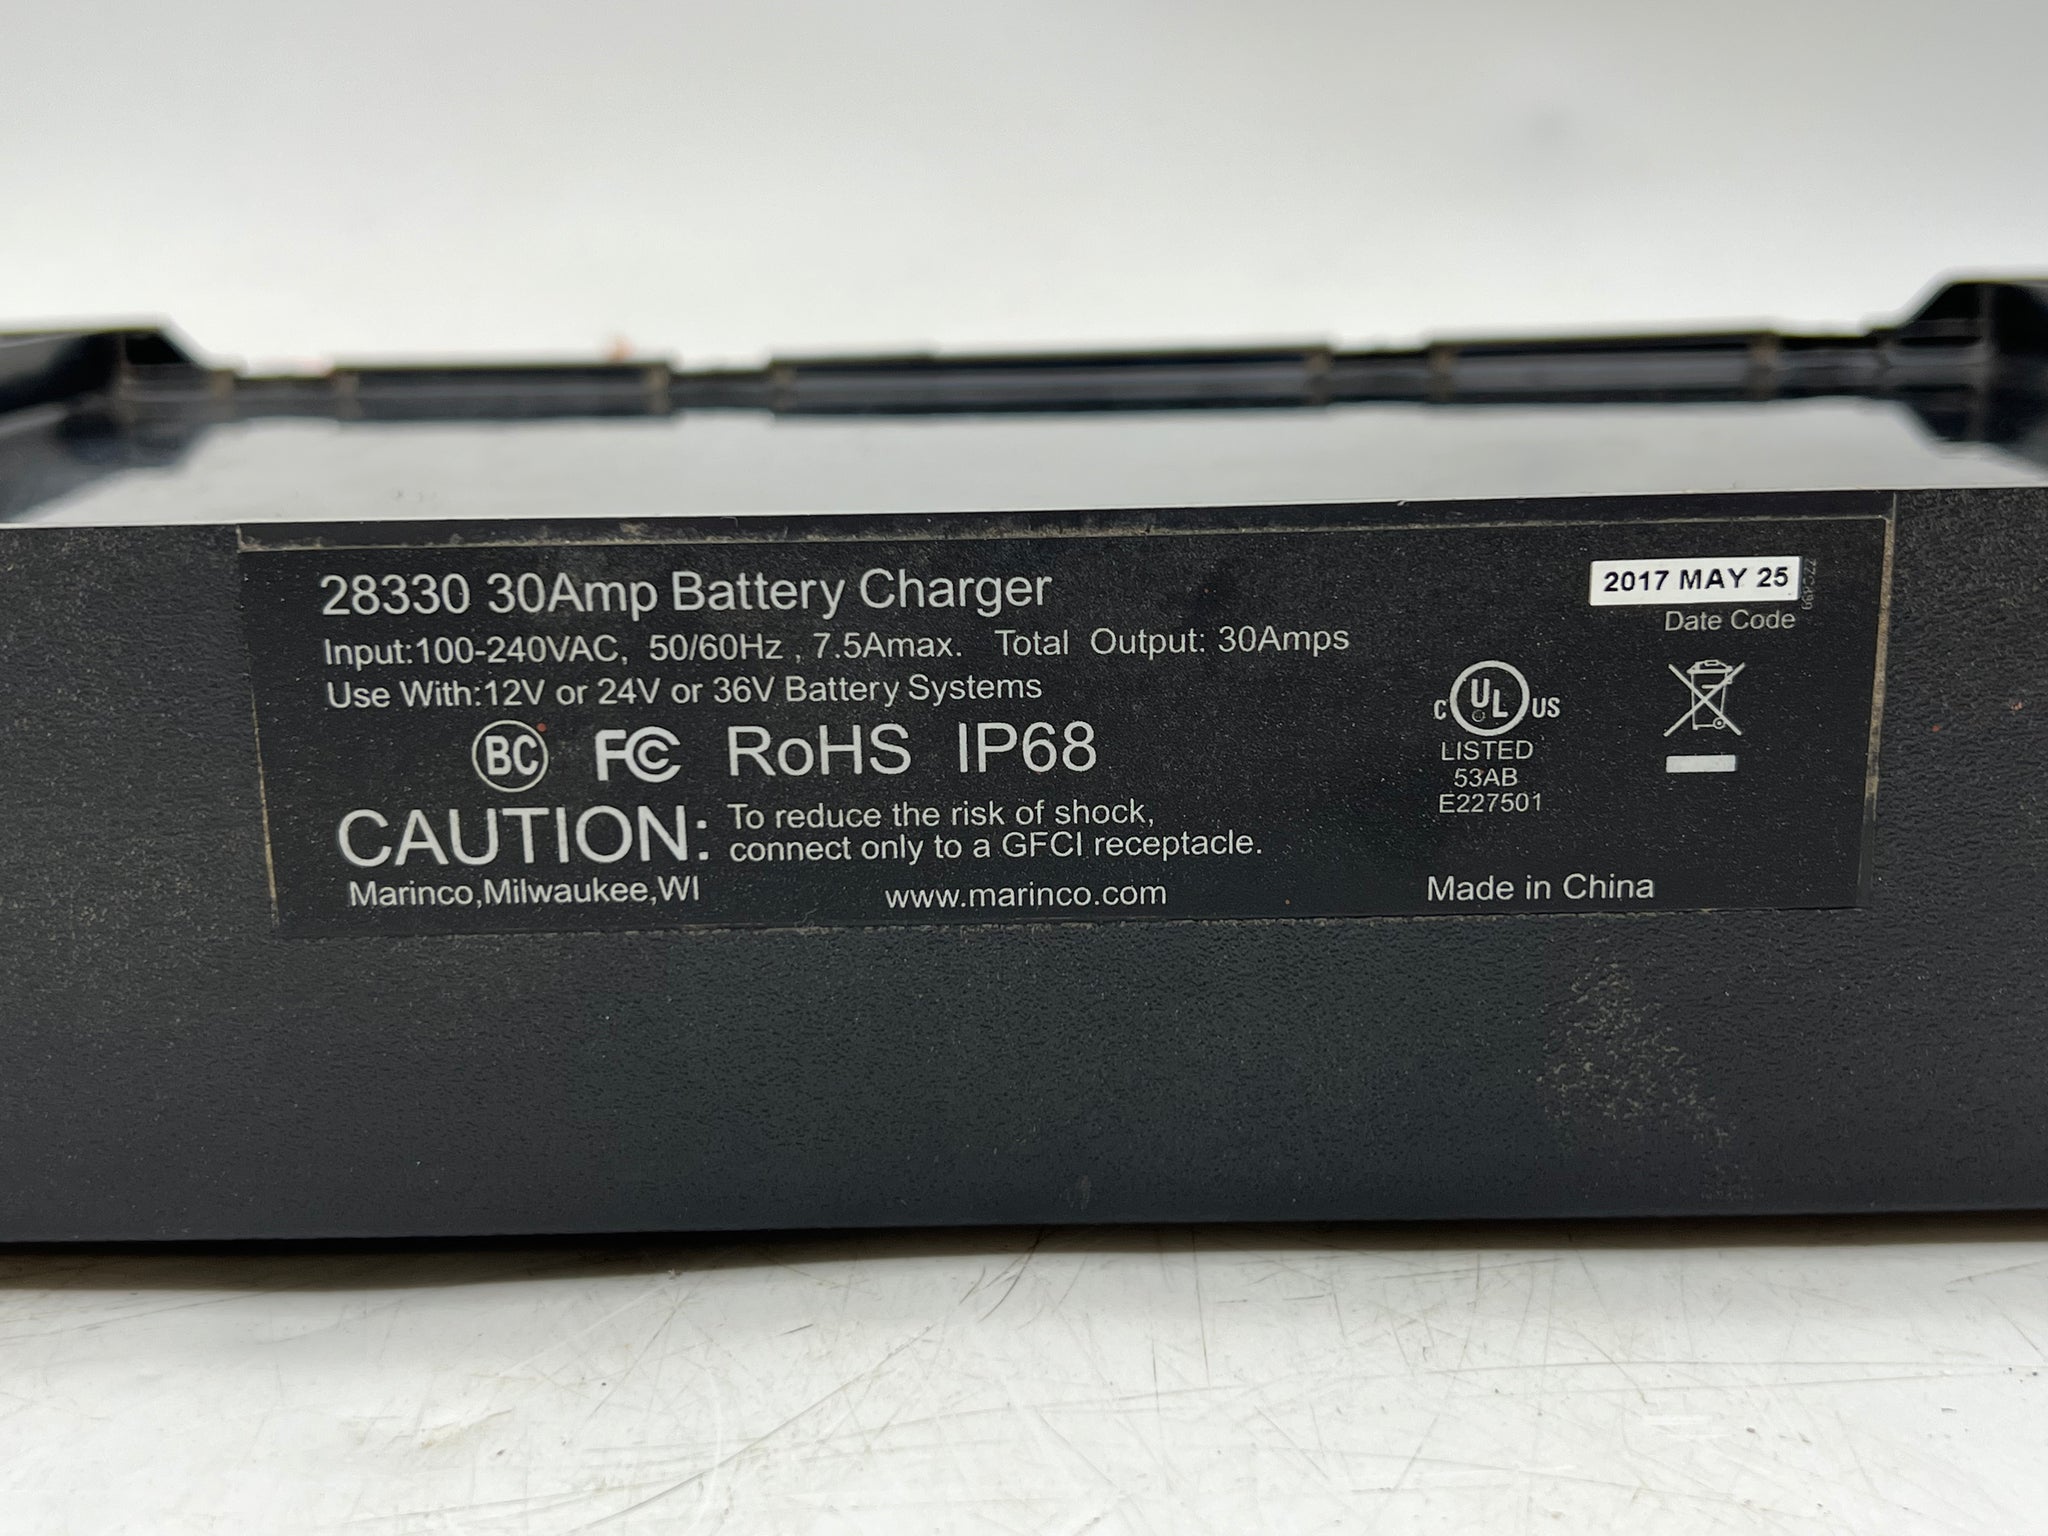 28330 30Amp Battery Charger
2017 MAY 25
Date Code
Input:100-240VAC, 50/60Hz , 7.5Amax. Total Output: 30Amps
Use With:12V or 24V or 36V Battery Systems
BC FC RoHS IP68
C UL US
LISTED
53AB
E227501
CAUTION: To reduce the risk of shock,
connect only to a GFCI receptacle.
Marinco,Milwaukee,WI www.marinco.com Made in China